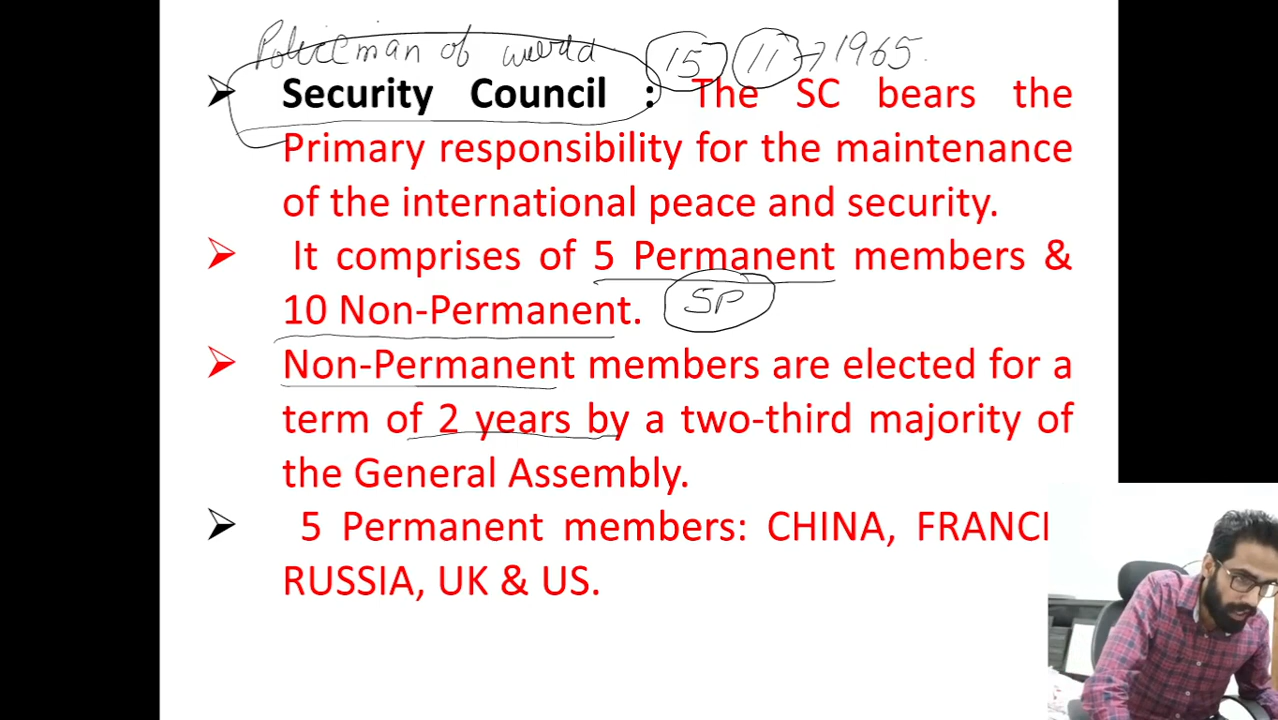 Policeman of world 15 11 → 1965.
➢ Security Council : The SC bears the
Primary responsibility for the maintenance
of the international peace and security.
➢ It comprises of 5 Permanent members &
10 Non-Permanent. 5P
➢ Non-Permanent members are elected for a
term of 2 years by a two-third majority of
the General Assembly.
➢ 5 Permanent members: CHINA, FRANC
RUSSIA, UK & US.